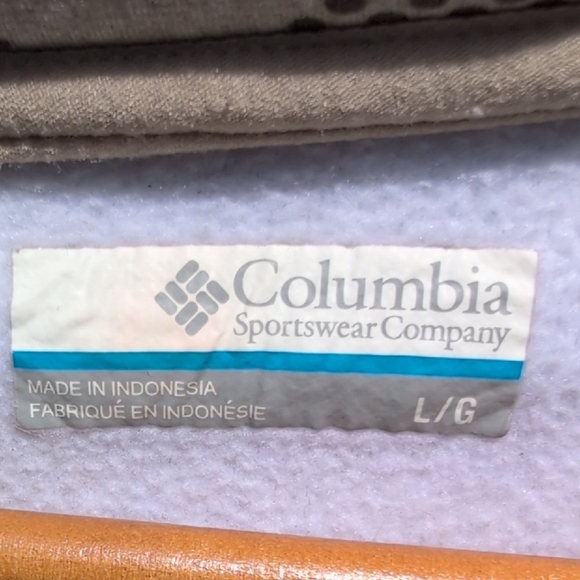 Columbia
Sportswear Company
MADE IN INDONESIA
FABRIQUÉ EN INDONÉSIE
L/G